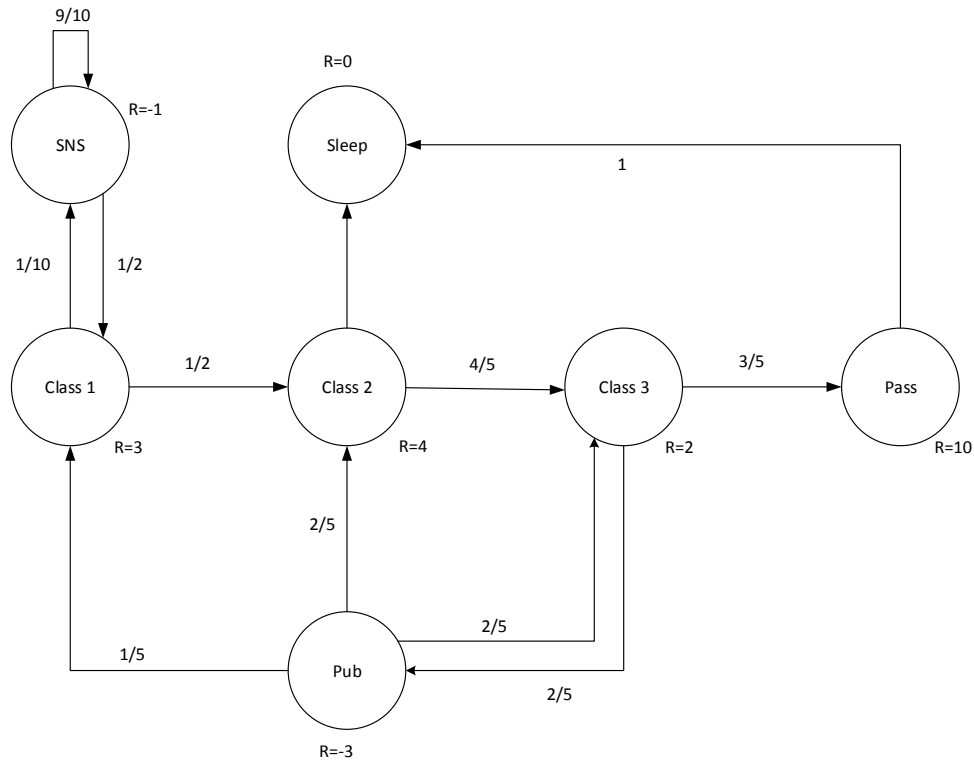 9/10
R=0
R=-1
SNS
Sleep
1
1/10
1/2
1/2
4/5
3/5
Class 1
Class 2
Class 3
Pass
R=3
R=4
R=2
R=10
2/5
2/5
1/5
Pub
2/5
R=-3